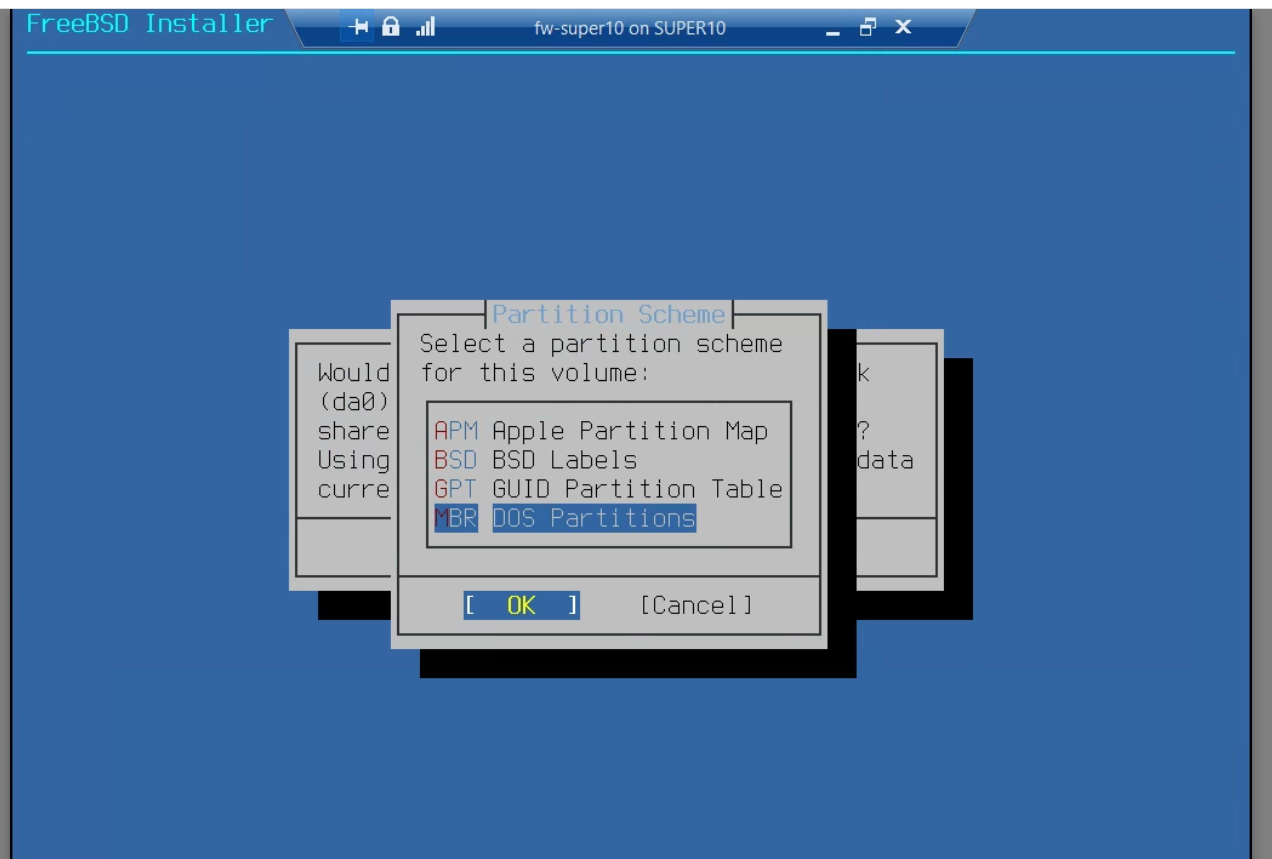 FreeBSD Installer
fw-super10 on SUPER10
Partition Scheme
Select a partition scheme
for this volume:
APM Apple Partition Map
BSD BSD Labels
GPT GUID Partition Table
MBR DOS Partitions
[ OK ] [Cancel]
Would k
(da0)
share ?
Using data
curre